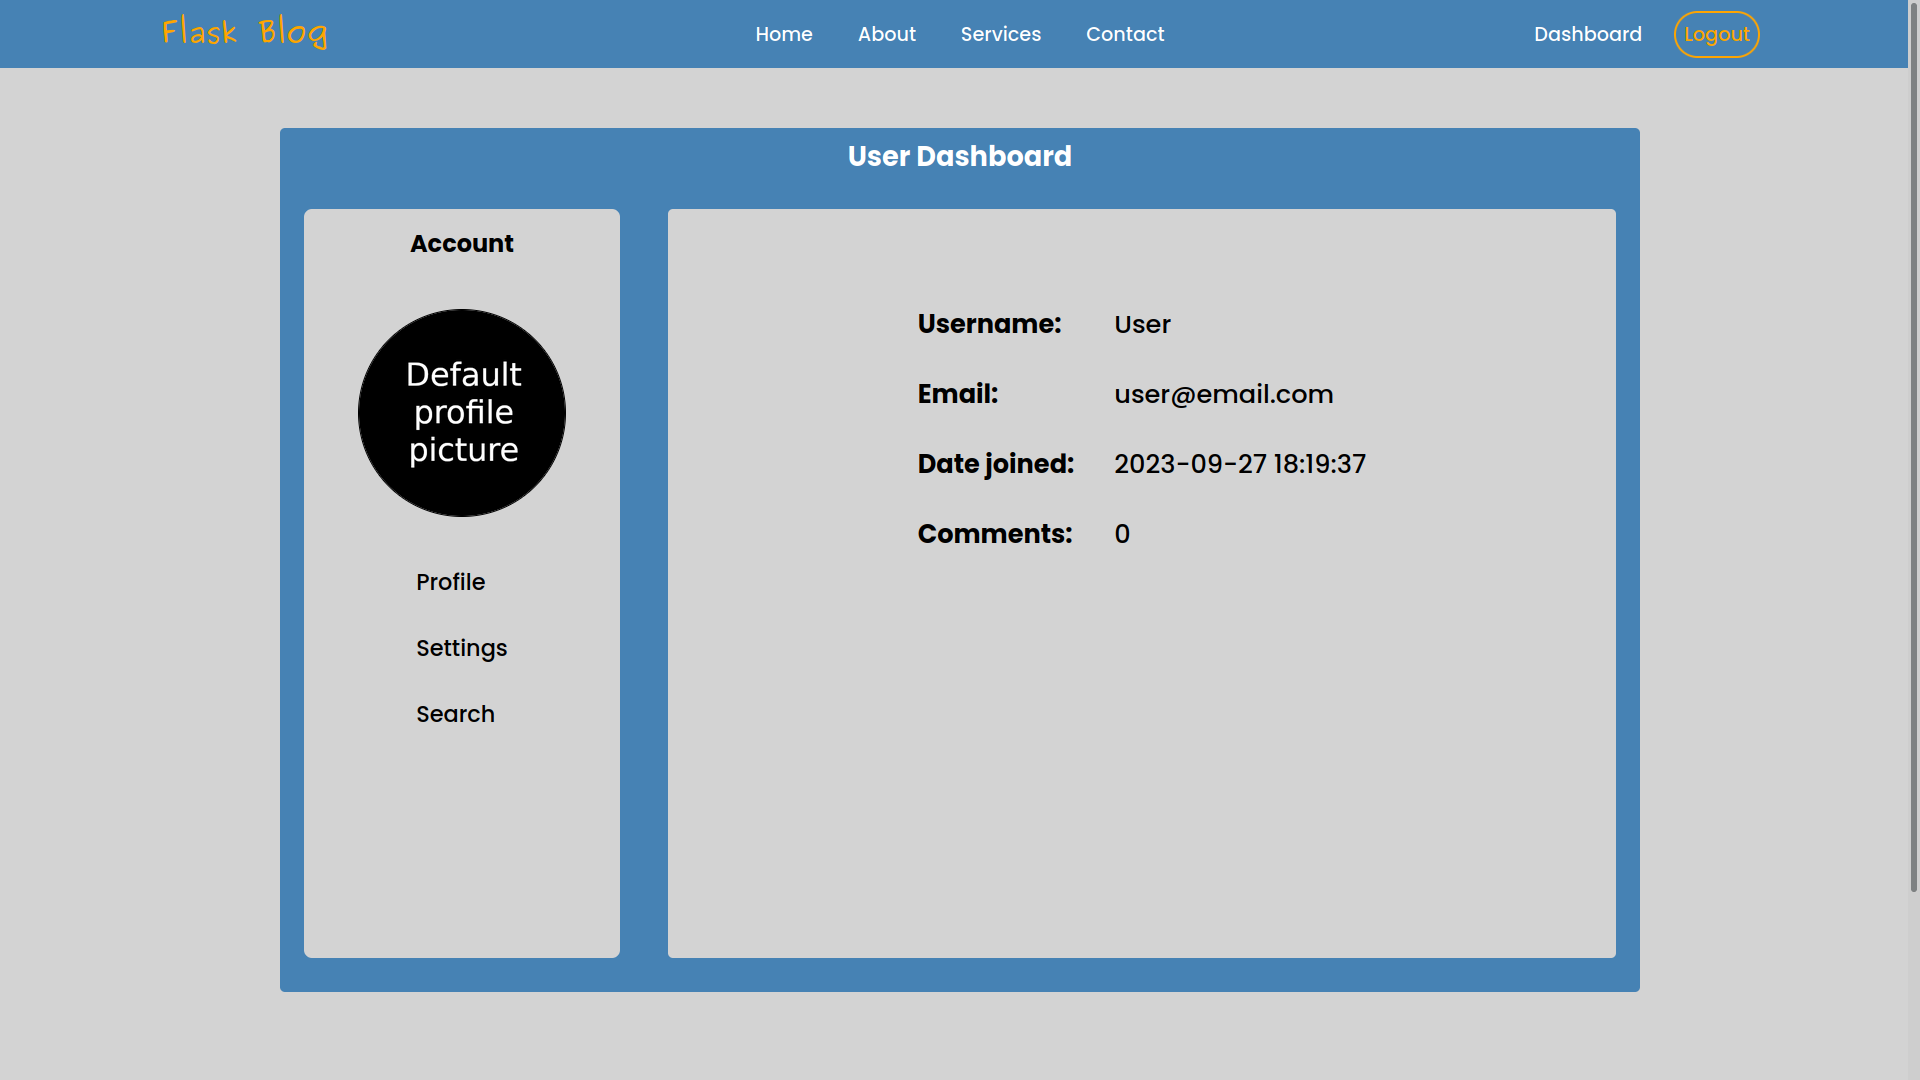 Flask Blog
Home About Services Contact
Dashboard Logout
User Dashboard
Account
Default
profile
picture
Profile
Settings
Search
Username: User
Email: user@email.com
Date joined: 2023-09-27 18:19:37
Comments: 0